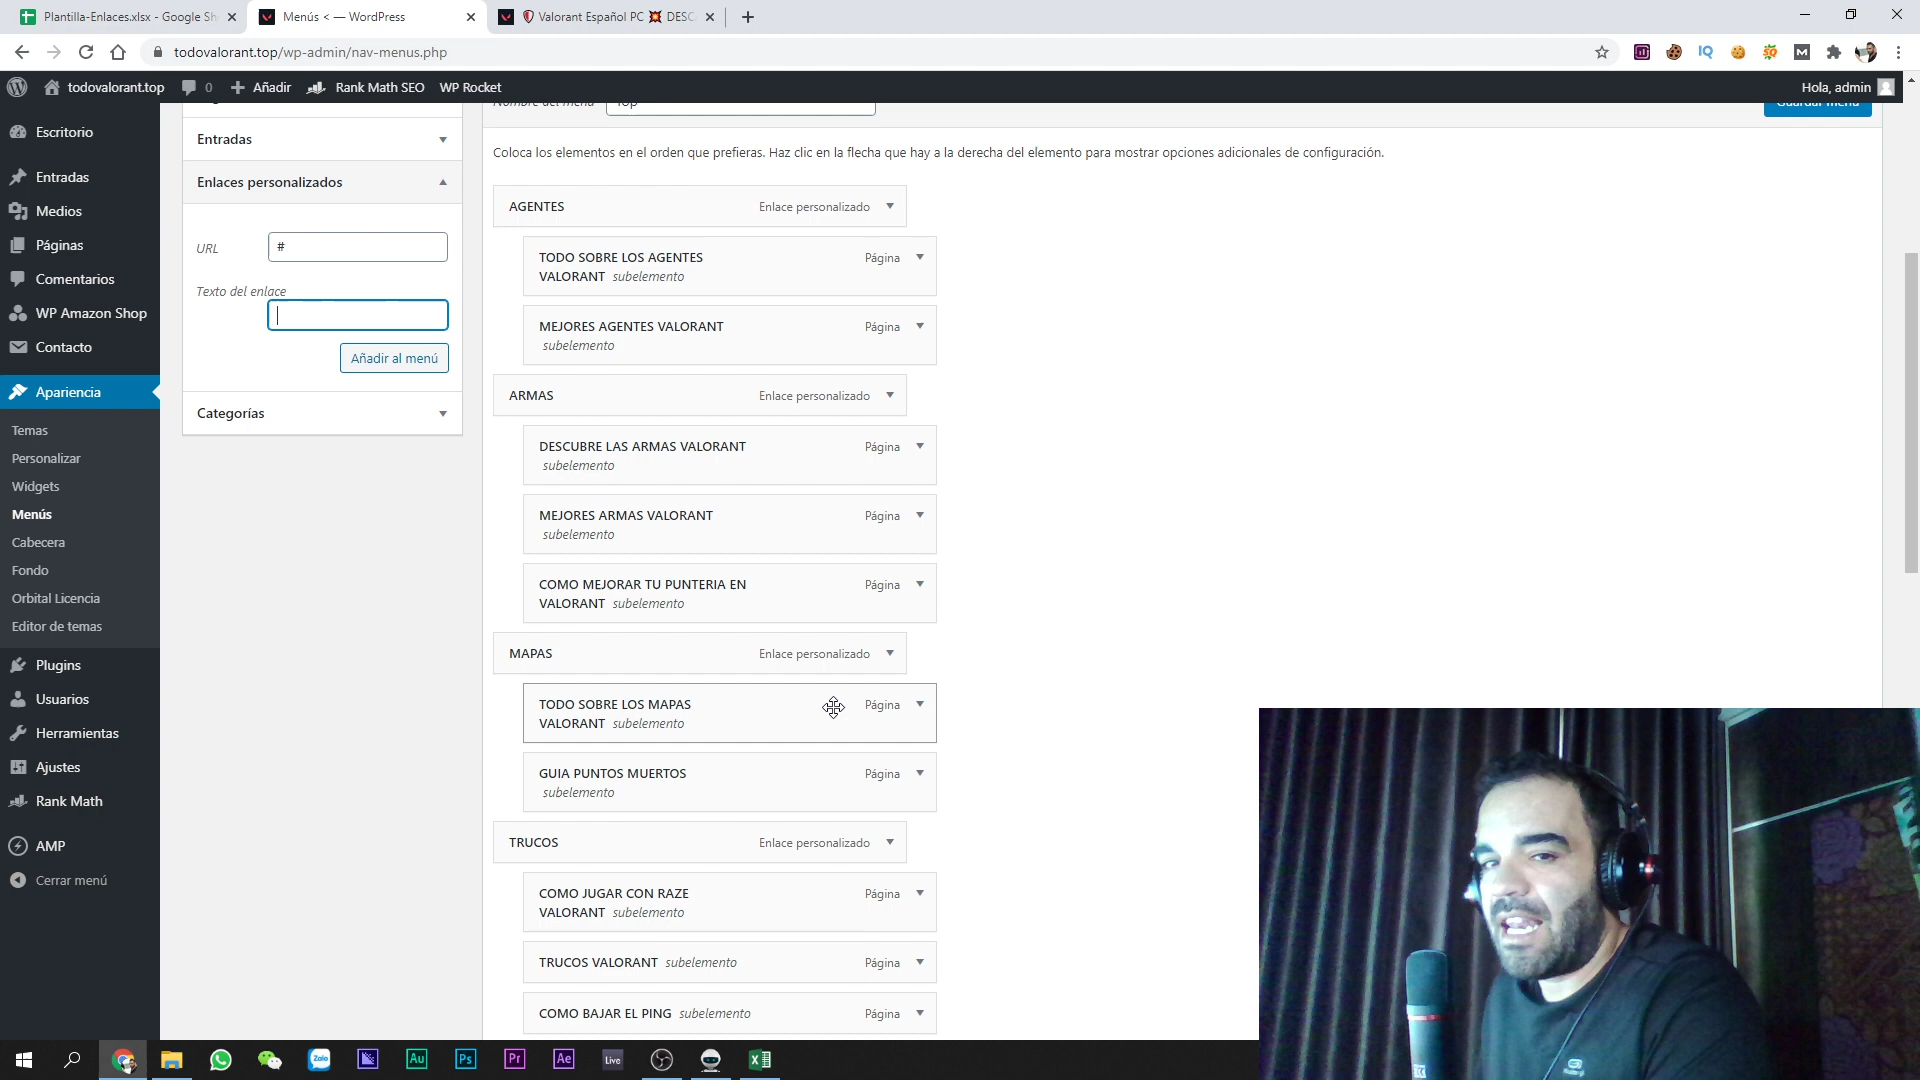 Plantilla-Enlaces.xlsx - Google Sh
Menús < — WordPress
Valorant Español PC 💥 DESC
todovalorant.top/wp-admin/nav-menus.php
todovalorant.top
0
Añadir
Rank Math SEO
WP Rocket
Hola, admin
Escritorio
Entradas
Medios
Páginas
Comentarios
WP Amazon Shop
Contacto
Apariencia
Temas
Personalizar
Widgets
Menús
Cabecera
Fondo
Orbital Licencia
Editor de temas
Plugins
Usuarios
Herramientas
Ajustes
Rank Math
AMP
Cerrar menú
Entradas
Enlaces personalizados
URL
#
Texto del enlace
Añadir al menú
Categorías
Nombre del menú
Top
Guardar menú
Coloca los elementos en el orden que prefieras. Haz clic en la flecha que hay a la derecha del elemento para mostrar opciones adicionales de configuración.
AGENTES Enlace personalizado
TODO SOBRE LOS AGENTES Página
VALORANT subelemento
MEJORES AGENTES VALORANT Página
subelemento
ARMAS Enlace personalizado
DESCUBRE LAS ARMAS VALORANT Página
subelemento
MEJORES ARMAS VALORANT Página
subelemento
COMO MEJORAR TU PUNTERIA EN Página
VALORANT subelemento
MAPAS Enlace personalizado
TODO SOBRE LOS MAPAS Página
VALORANT subelemento
GUIA PUNTOS MUERTOS Página
subelemento
TRUCOS Enlace personalizado
COMO JUGAR CON RAZE Página
VALORANT subelemento
TRUCOS VALORANT subelemento Página
COMO BAJAR EL PING subelemento Página
Zalo
Au
Ps
Pr
Ae
Live